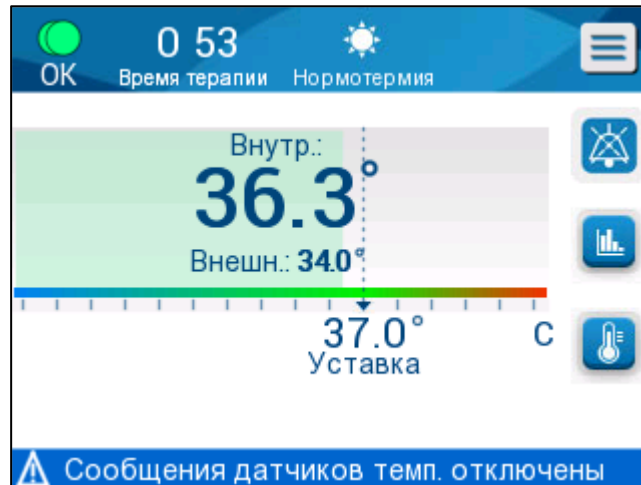 0 53
OK
Время терапии
Нормотермия
Внутр.:
36.3°
Внешн.: 34.0°
37.0°
C
Уставка
Сообщения датчиков темп. отключены